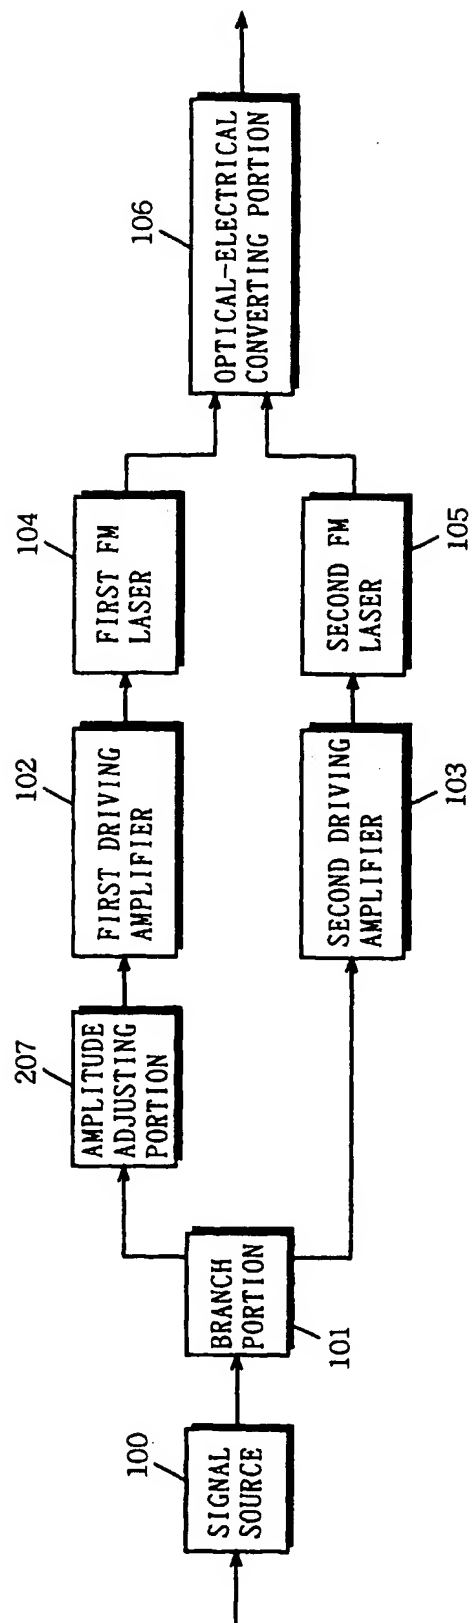 100
SIGNAL
SOURCE
BRANCH
PORTION
101
207
AMPLITUDE
ADJUSTING
PORTION
102
FIRST DRIVING
AMPLIFIER
104
FIRST FM
LASER
SECOND DRIVING
AMPLIFIER
103
SECOND FM
LASER
105
106
OPTICAL-ELECTRICAL
CONVERTING PORTION